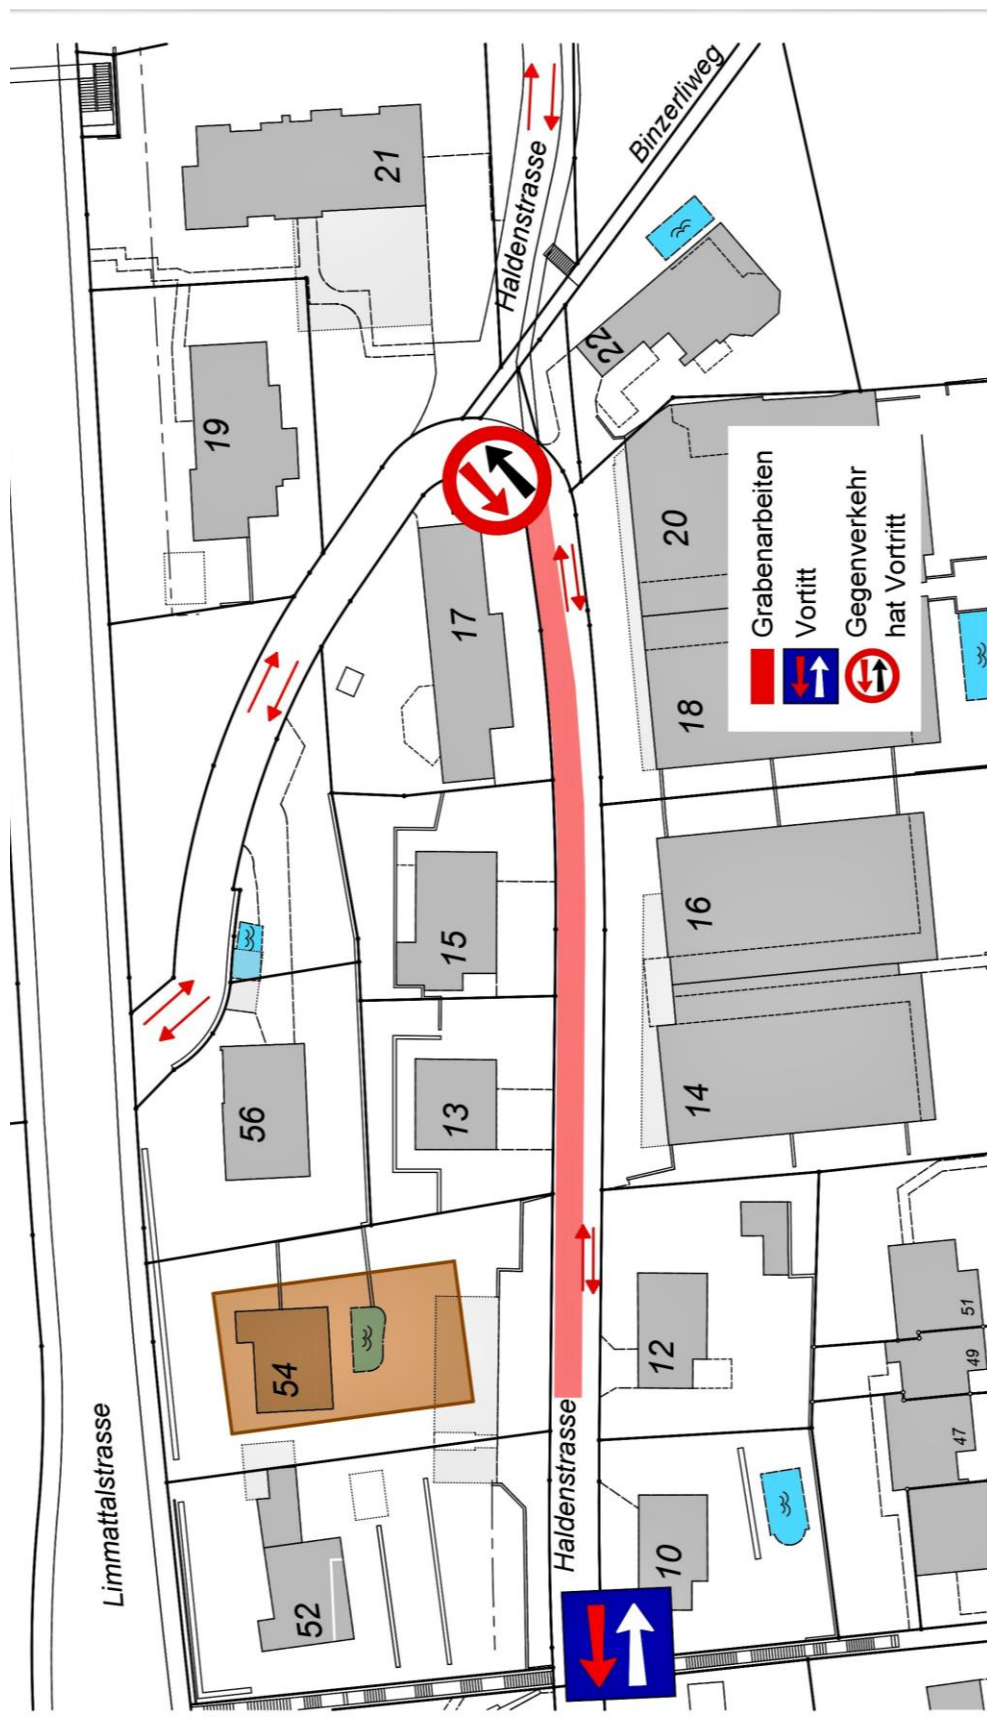 Limmattalstrasse
Haldenstrasse
Haldenstrasse
Binzerliweg
21
19
17
15
13
56
54
52
22
20
18
16
14
12
10
51
49
47
Grabenarbeiten
Vortitt
Gegenverkehr
hat Vortritt